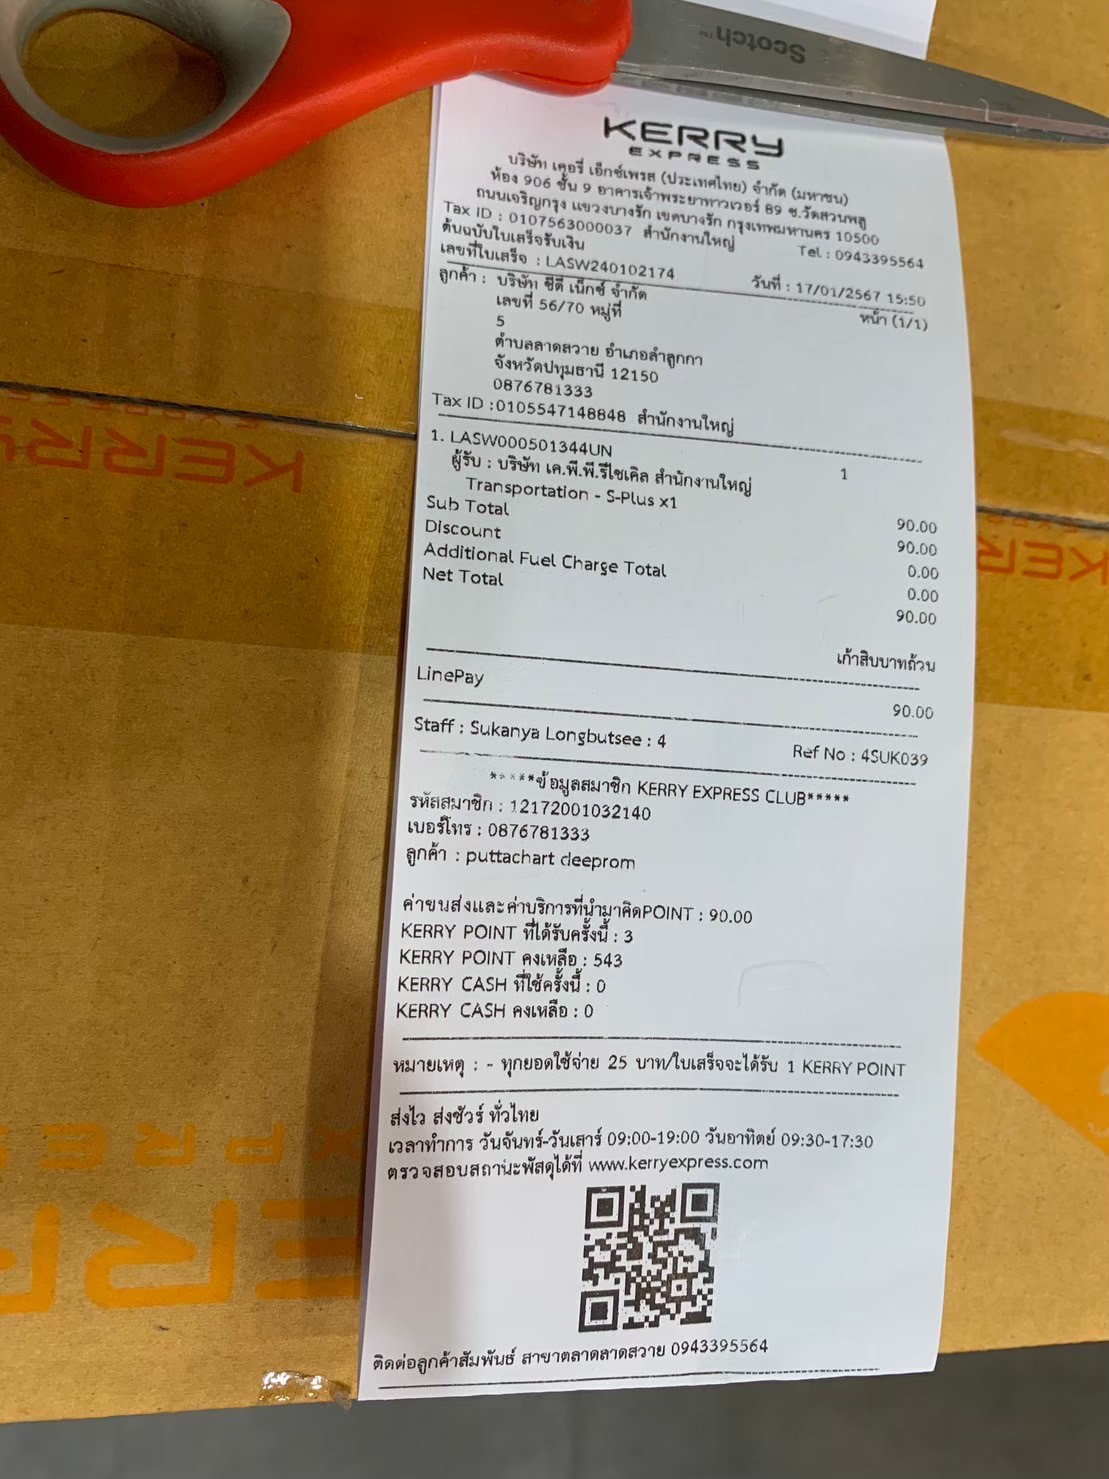 Scotch™
KERRY
EXPRESS
บริษัท เคอรี่ เอ็กซ์เพรส (ประเทศไทย) จำกัด (มหาชน)
ห้อง 906 ชั้น 9 อาคารเจ้าพระยาทาวเวอร์ 89 ซ.วัดสวนพลู
ถนนเจริญกรุง แขวงบางรัก เขตบางรัก กรุงเทพมหานคร 10500
Tax ID : 0107563000037 สำนักงานใหญ่ Tel : 0943395564
ต้นฉบับใบเสร็จรับเงิน
เลขที่ใบเสร็จ : LASW240102174 วันที่ : 17/01/2567 15:50
หน้า (1/1)
ลูกค้า : บริษัท ซีดี เน็กซ์ จำกัด
เลขที่ 56/70 หมู่ที่
5
ตำบลลาดสวาย อำเภอลำลูกกา
จังหวัดปทุมธานี 12150
0876781333
Tax ID :0105547148848 สำนักงานใหญ่
1. LASW000501344UN 1
ผู้รับ : บริษัท เค.พี.พี.รีไซเคิล สำนักงานใหญ่
Transportation - S-Plus x1 90.00
Sub Total 90.00
Discount 0.00
Additional Fuel Charge Total 0.00
Net Total 90.00
เก้าสิบบาทถ้วน
LinePay 90.00
Staff : Sukanya Longbutsee : 4 Ref No : 4SUK039
*****ข้อมูลสมาชิก KERRY EXPRESS CLUB*****
รหัสสมาชิก : 12172001032140
เบอร์โทร : 0876781333
ลูกค้า : puttachart deeprom
ค่าขนส่งและค่าบริการที่นำมาคิดPOINT : 90.00
KERRY POINT ที่ได้รับครั้งนี้ : 3
KERRY POINT คงเหลือ : 543
KERRY CASH ที่ใช้ครั้งนี้ : 0
KERRY CASH คงเหลือ : 0
หมายเหตุ : - ทุกยอดใช้จ่าย 25 บาท/ใบเสร็จจะได้รับ 1 KERRY POINT
ส่งไว ส่งชัวร์ ทั่วไทย
เวลาทำการ วันจันทร์-วันเสาร์ 09:00-19:00 วันอาทิตย์ 09:30-17:30
ตรวจสอบสถานะพัสดุได้ที่ www.kerryexpress.com
ติดต่อลูกค้าสัมพันธ์ สาขาตลาดลาดสวาย 0943395564